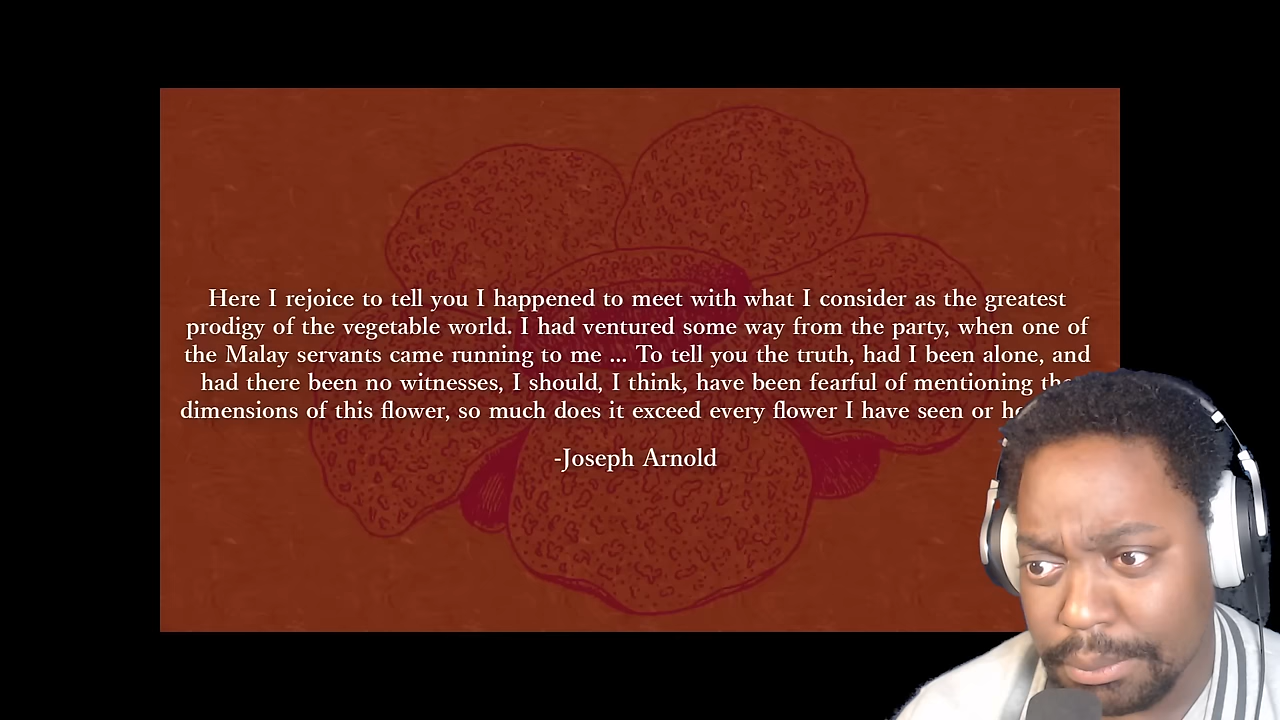 Here I rejoice to tell you I happened to meet with what I consider as the greatest
prodigy of the vegetable world. I had ventured some way from the party, when one of
the Malay servants came running to me ... To tell you the truth, had I been alone, and
had there been no witnesses, I should, I think, have been fearful of mentioning the
dimensions of this flower, so much does it exceed every flower I have seen or
-Joseph Arnold